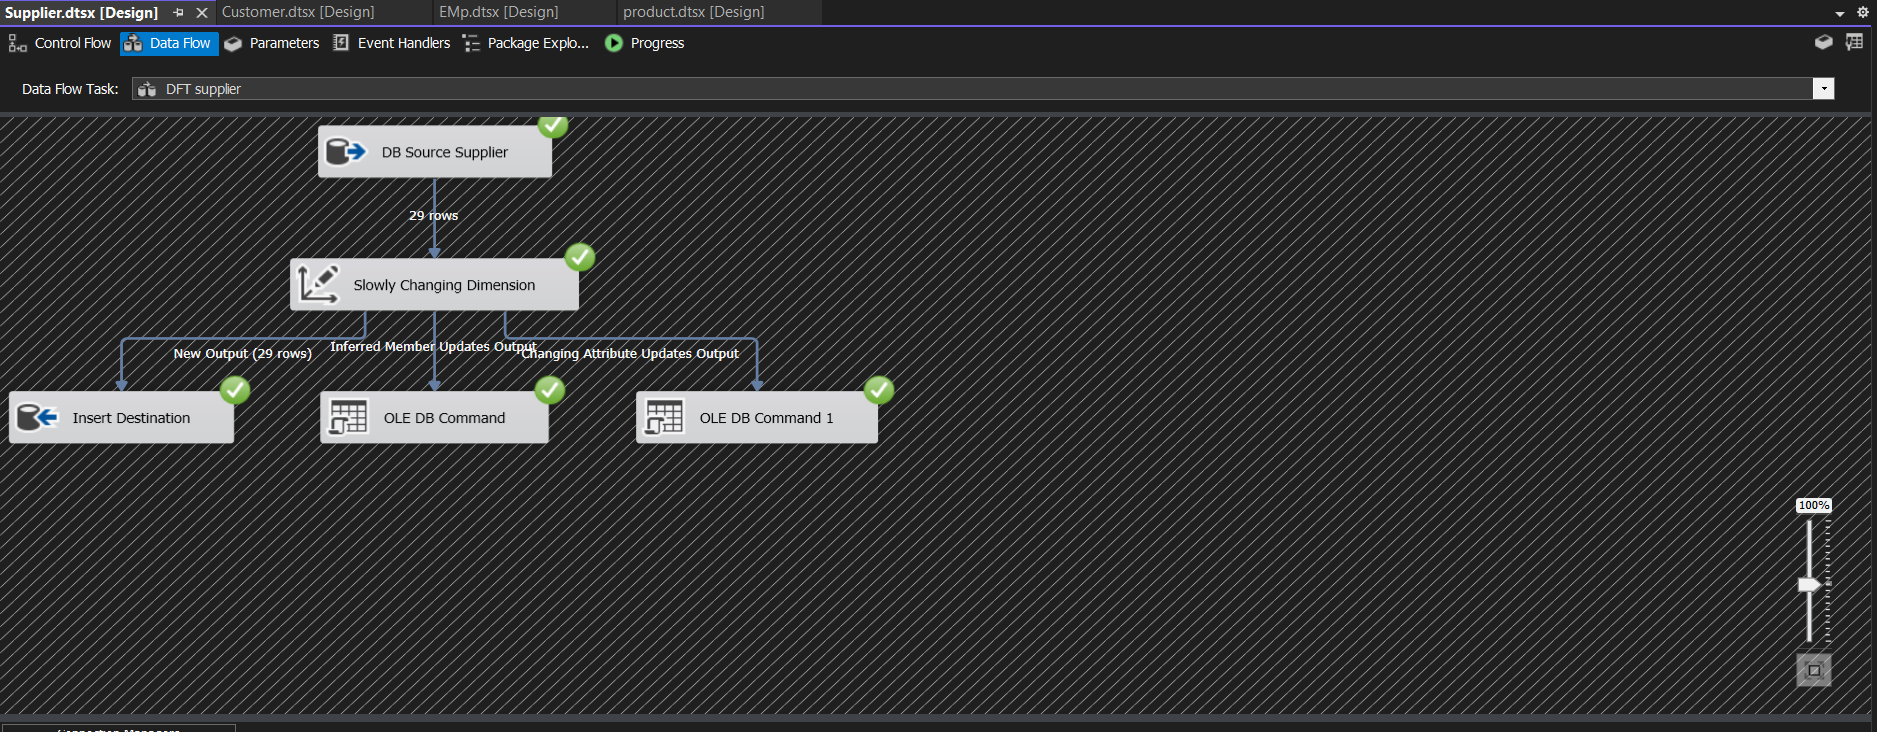 Supplier.dtsx [Design]
Customer.dtsx [Design]
EMp.dtsx [Design]
product.dtsx [Design]
Control Flow
Data Flow
Parameters
Event Handlers
Package Explo...
Progress
Data Flow Task:
DFT supplier
DB Source Supplier
29 rows
Slowly Changing Dimension
New Output (29 rows)
Inferred Member Updates Output
Changing Attribute Updates Output
Insert Destination
OLE DB Command
OLE DB Command 1
100%
Connection Managers